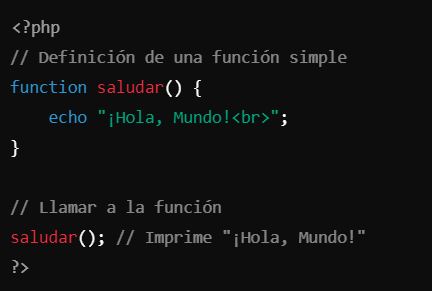 <?php
// Definición de una función simple
function saludar() {
    echo "¡Hola, Mundo!<br>";
}

// Llamar a la función
saludar(); // Imprime "¡Hola, Mundo!"
?>